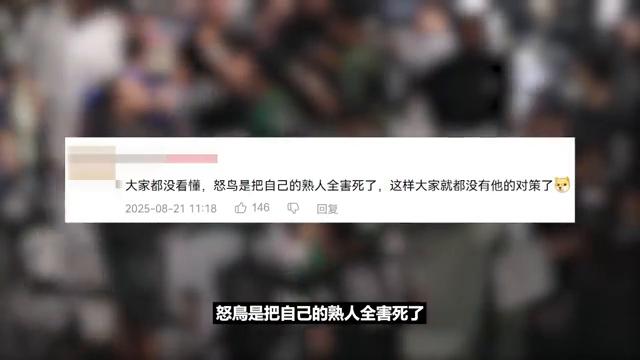 大家都没看懂，怒鸟是把自己的熟人全害死了，这样大家就都没有他的对策了
2025-08-21 11:18 146 回复
怒鳥是把自己的熟人全害死了